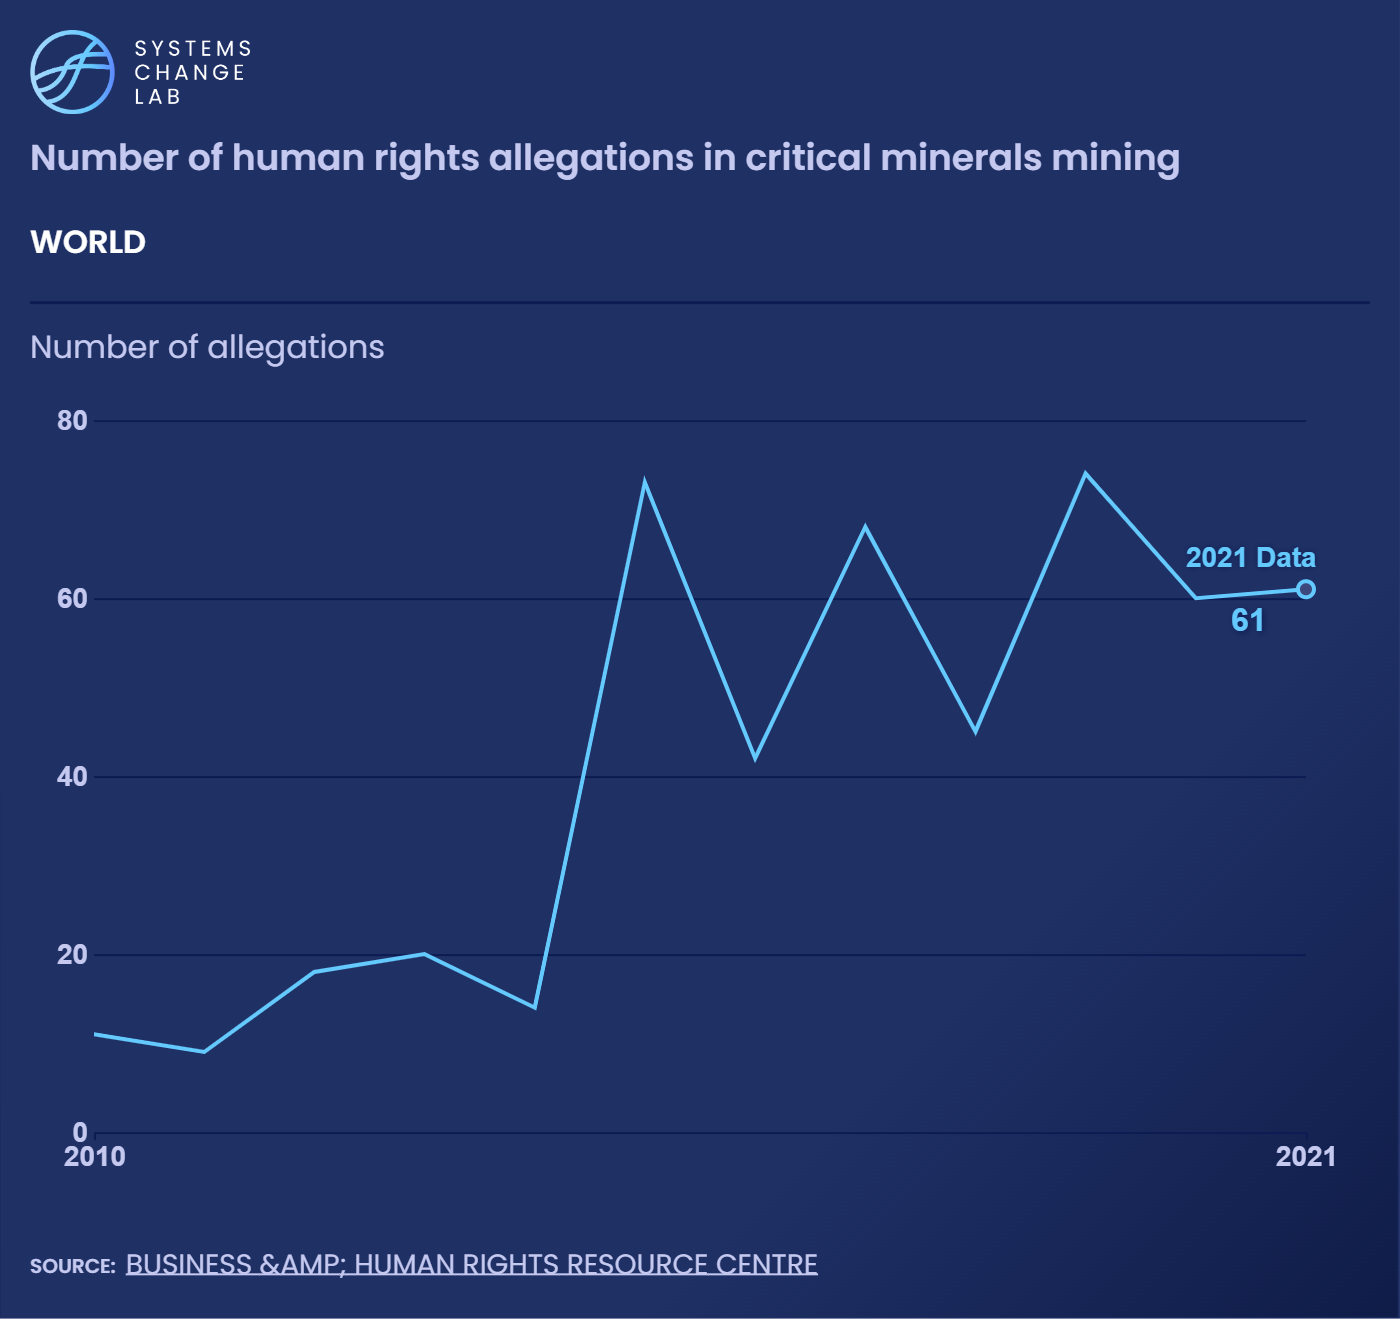 SYSTEMS
CHANGE
LAB
Number of human rights allegations in critical minerals mining
WORLD
Number of allegations
80
60
40
20
0
2021 Data
61
2010
2021
SOURCE: BUSINESS &AMP; HUMAN RIGHTS RESOURCE CENTRE